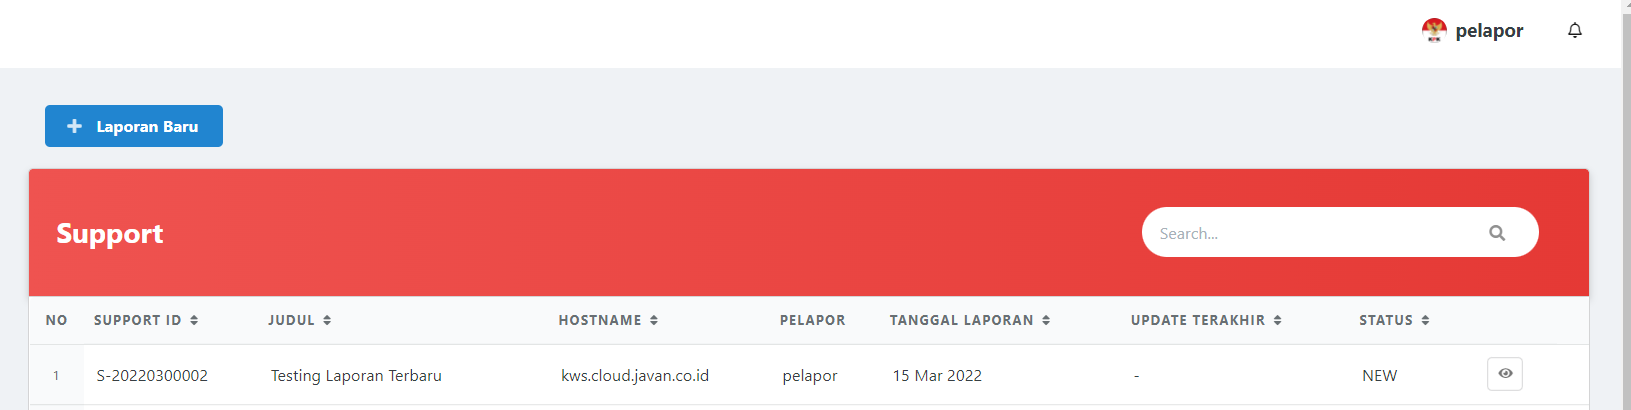 pelapor
Laporan Baru
Support
Search...
NO SUPPORT ID JUDUL HOSTNAME PELAPOR TANGGAL LAPORAN UPDATE TERAKHIR STATUS
1 S-20220300002 Testing Laporan Terbaru kws.cloud.javan.co.id pelapor 15 Mar 2022 - NEW